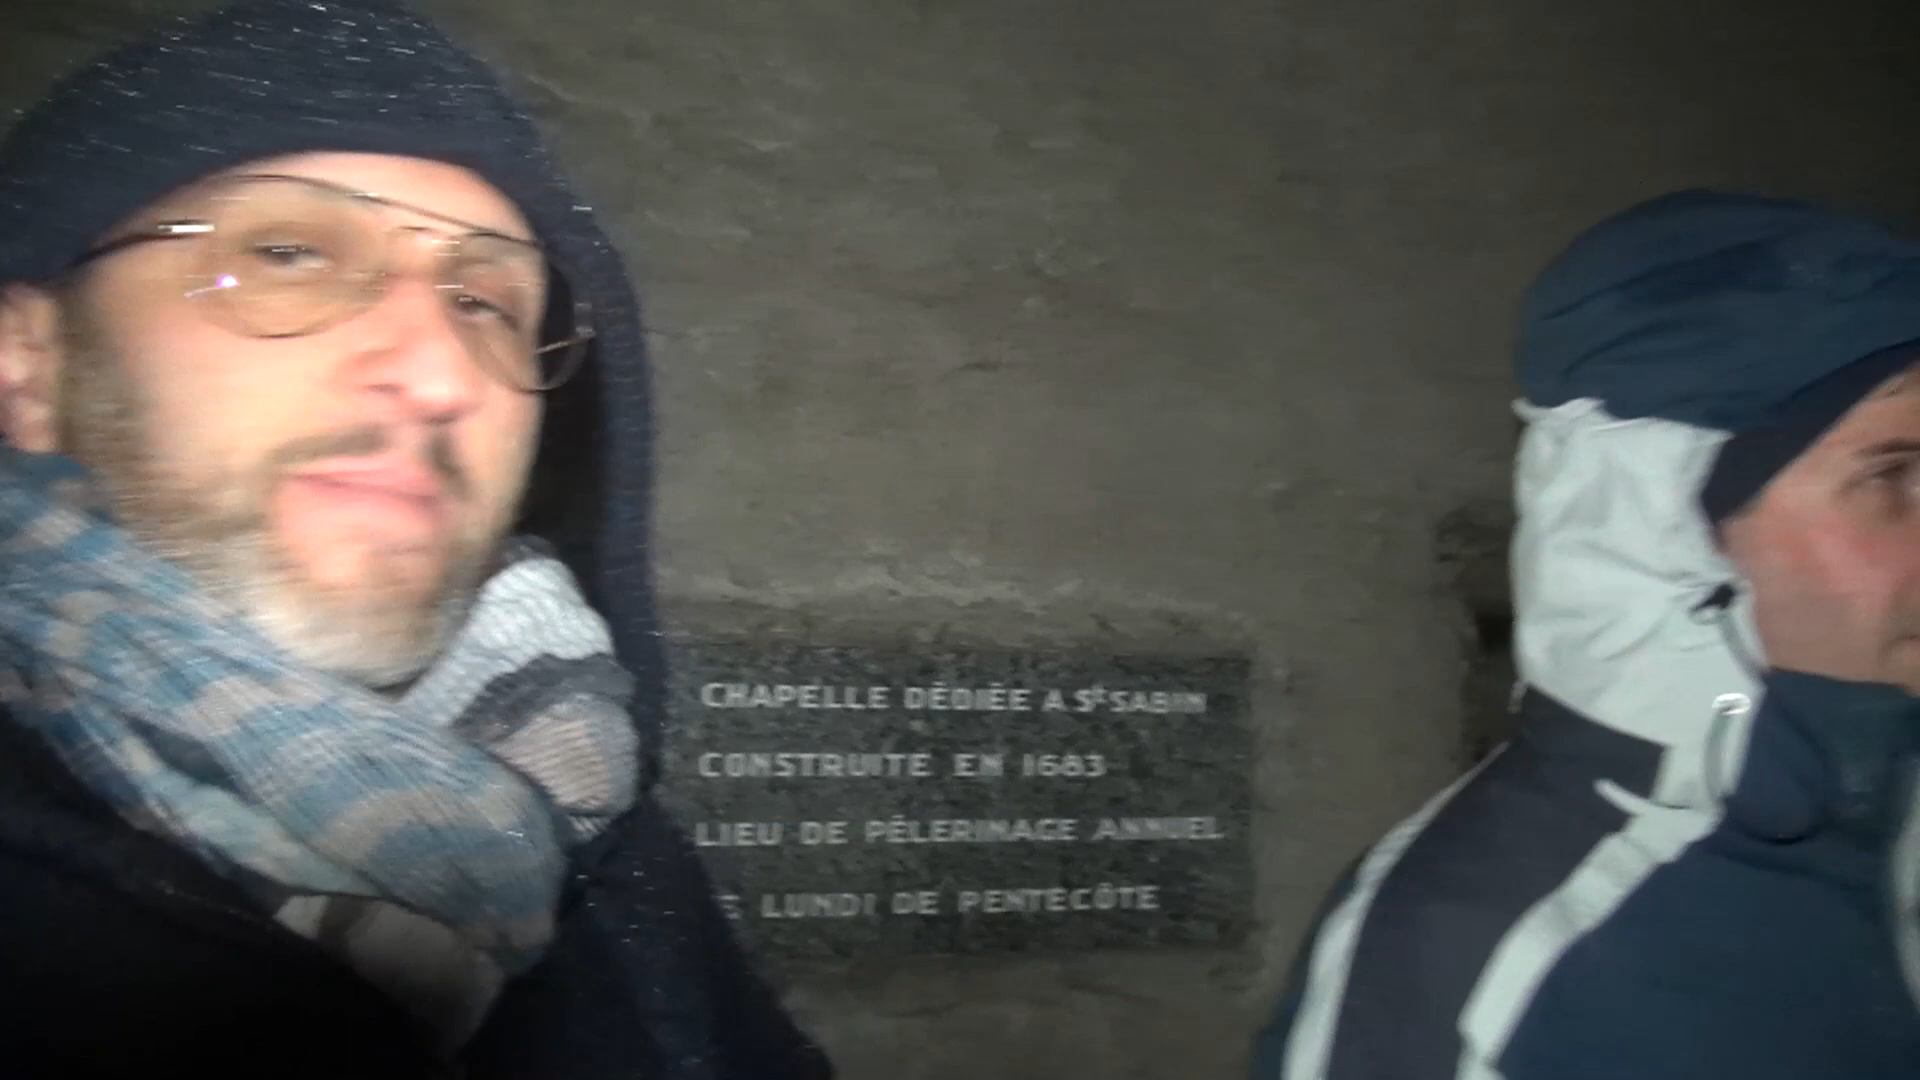 CHAPELLE DÉDIÉE A St SABIN
CONSTRUITE EN 1683
LIEU DE PÉLERINAGE ANNUEL
LUNDI DE PENTECÔTE